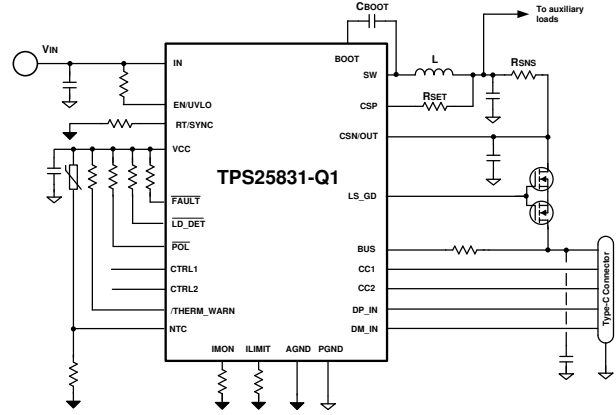 CBOOT
To auxiliary
loads
VIN
BOOT
L
RSNS
IN
SW
CSP
RSET
EN/UVLO
RT/SYNC
CSN/OUT
VCC
TPS25831-Q1
FAULT
LS_GD
LD_DET
POL
BUS
CTRL1
CC1
CTRL2
CC2
/THERM_WARN
DP_IN
NTC
DM_IN
Type-C Connector
IMON
ILIMIT
AGND
PGND